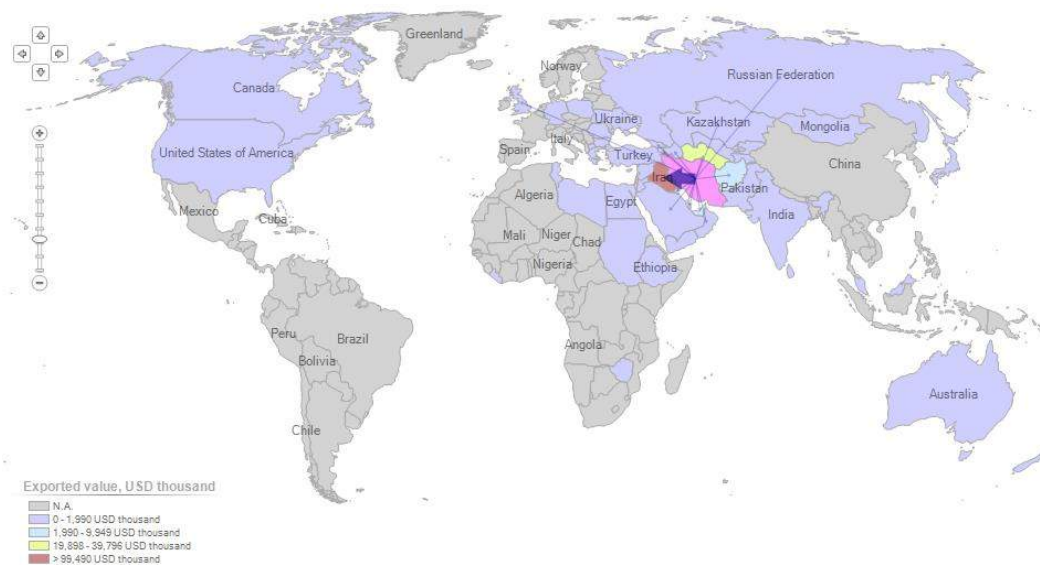 Greenland
Norway
Russian Federation
Canada
Ukraine
Kazakhstan
Mongolia
United States of America
Italy
Spain
Turkey
China
Iraq
Pakistan
Algeria
Egypt
India
Mexico
Cuba
Mali
Niger
Chad
Nigeria
Ethiopia
Peru
Brazil
Angola
Bolivia
Australia
Chile
Exported value, USD thousand
N.A.
0 - 1,990 USD thousand
1,990 - 9,949 USD thousand
19,898 - 39,796 USD thousand
> 99,490 USD thousand